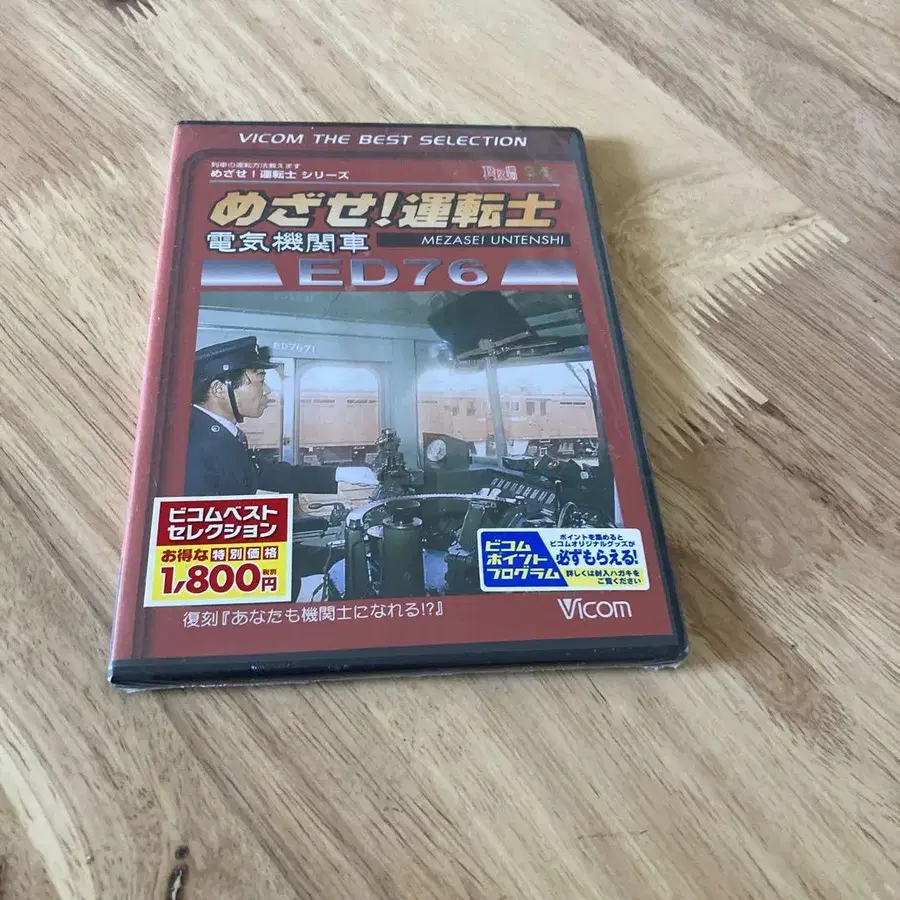 VICOM THE BEST SELECTION
列車の運転方法教えます
めざせ！運転士 シリーズ
めざせ！運転士
電気機関車
MEZASE! UNTENSHI
ED76
ED7671
ビコムベスト
セレクション
お得な特別価格
1,800円
税別
ビコム
ポイント
プログラム
ポイントを集めると
ビコムオリジナルグッズが
必ずもらえる!
詳しくは封入ハガキを
ご覧ください
復刻『あなたも機関士になれる!?』
Vicom